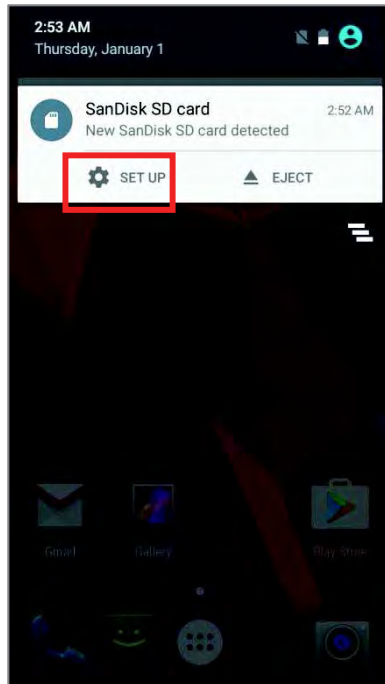 2:53 AM
Thursday, January 1
SanDisk SD card
2:52 AM
New SanDisk SD card detected
SET UP
EJECT
Gmail
Gallery
Play Store